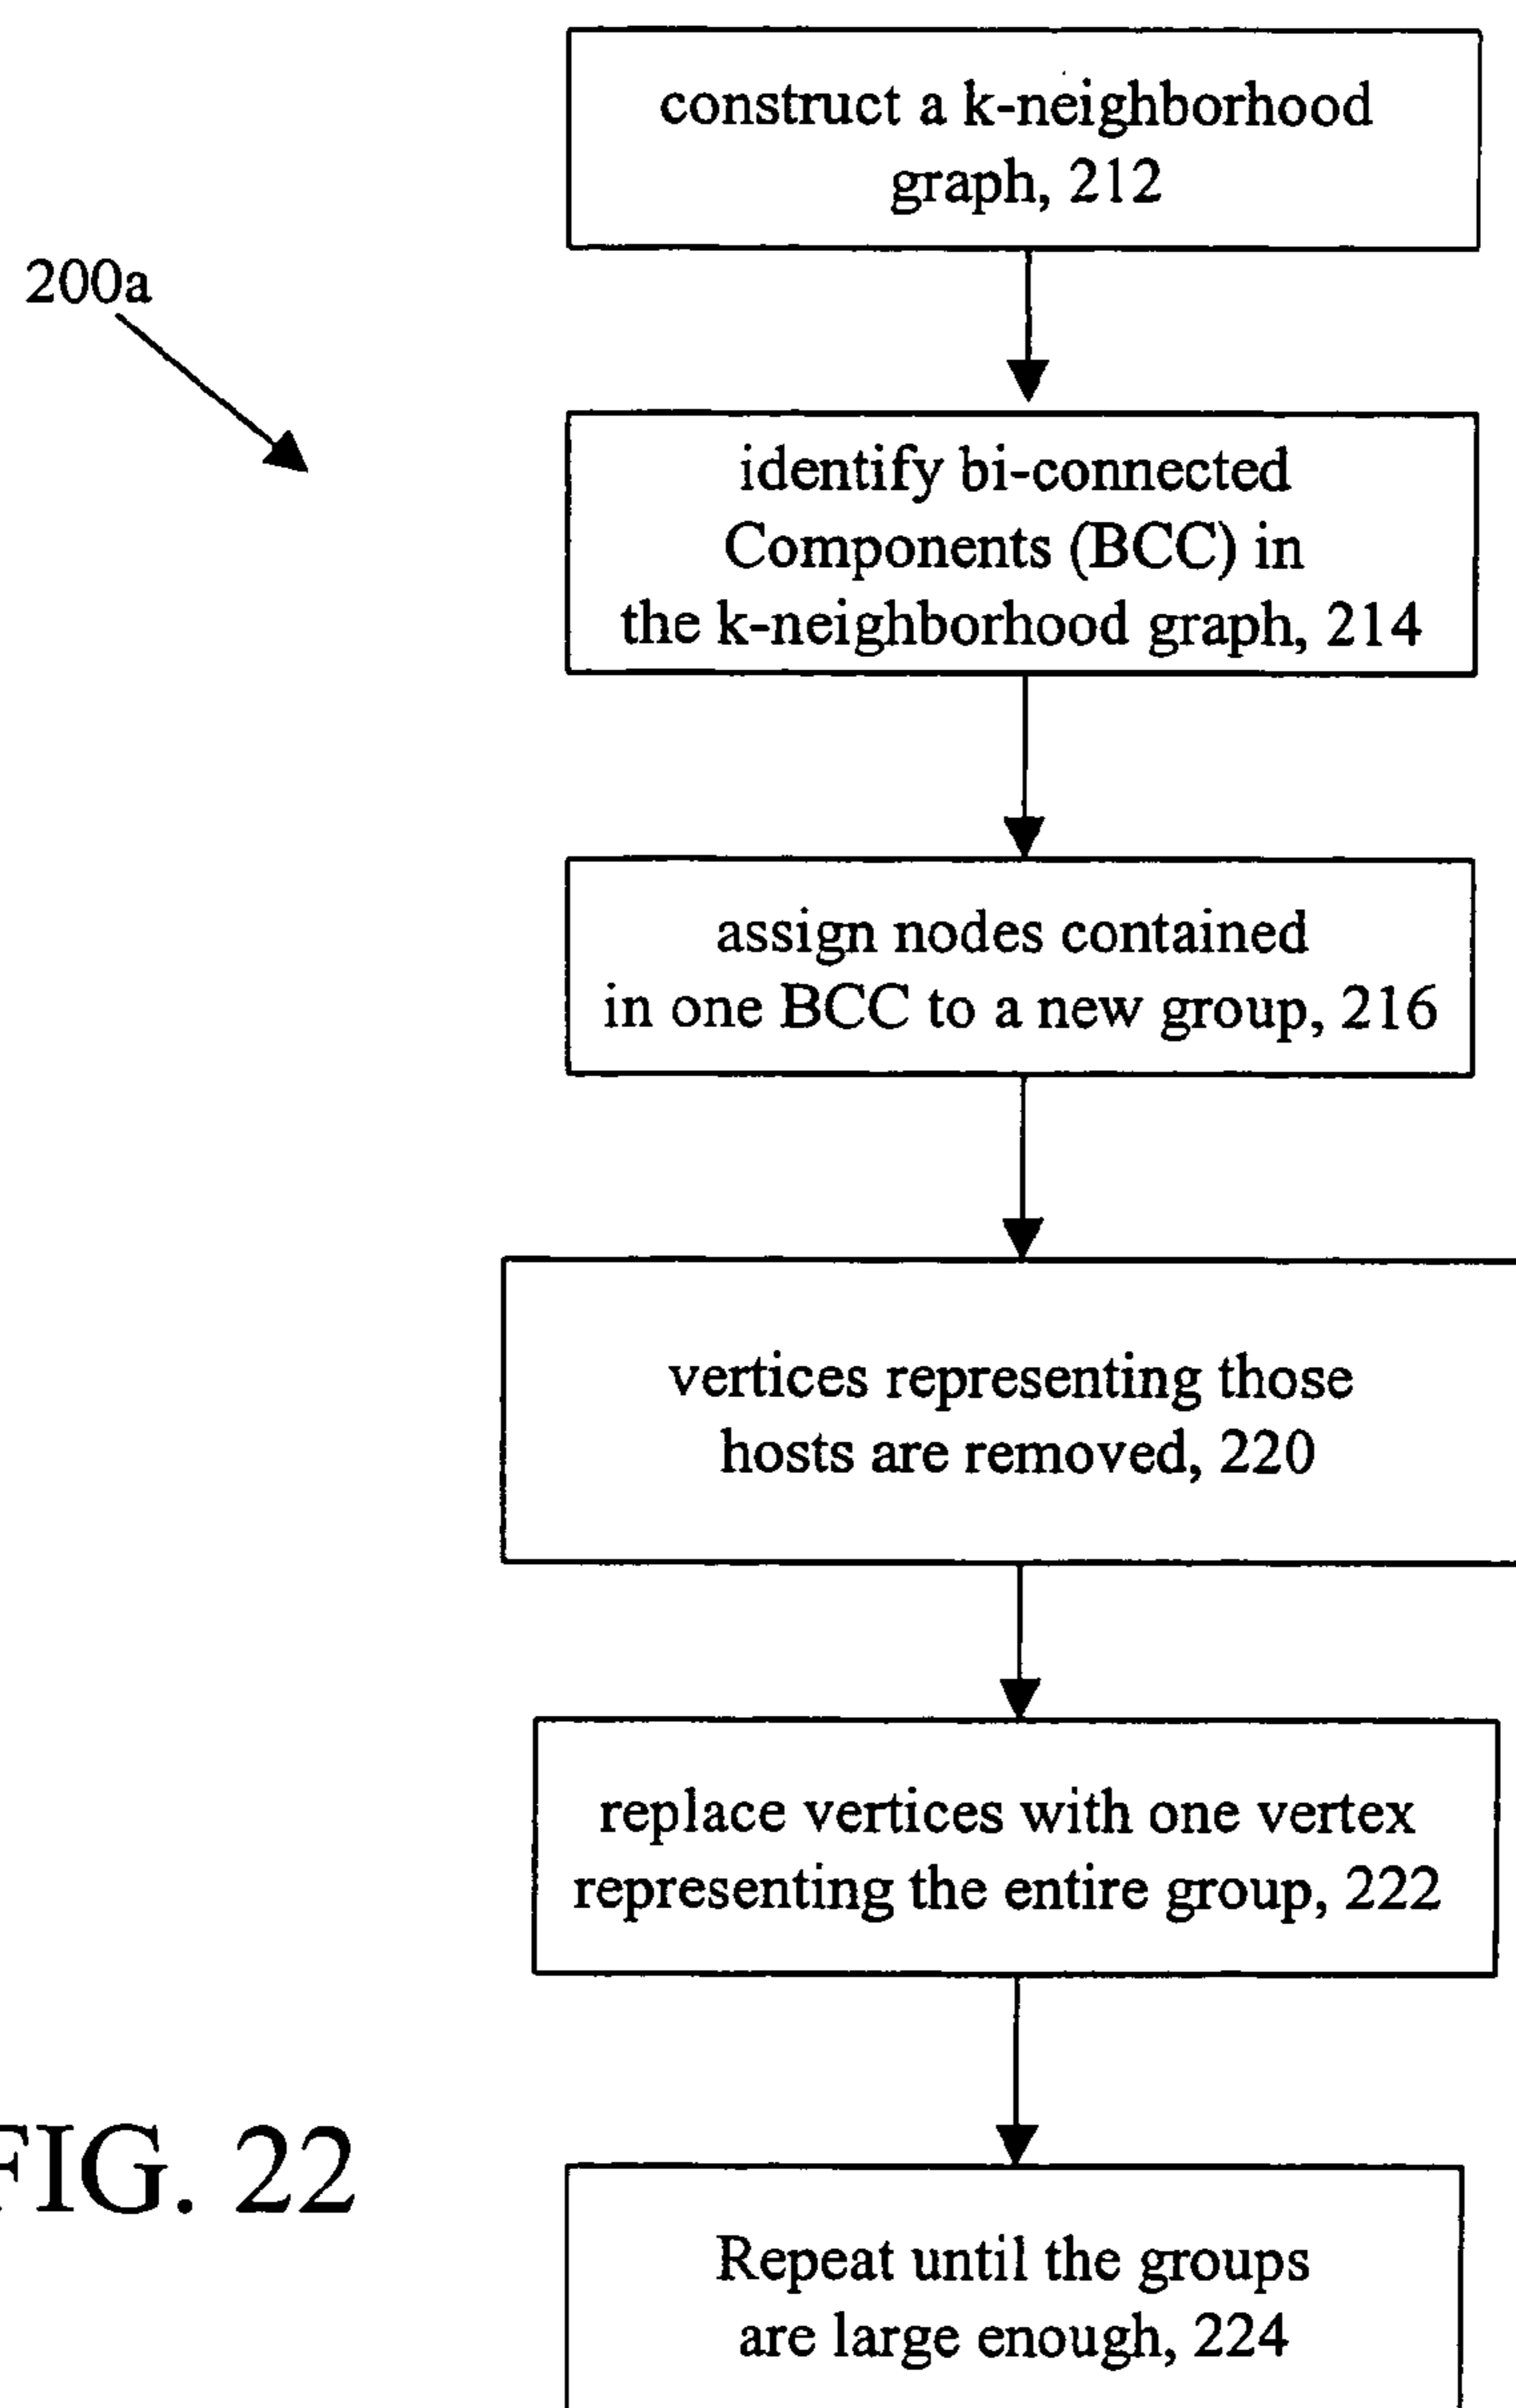 construct a k-neighborhood
graph, 212
200a
identify bi-connected
Components (BCC) in
the k-neighborhood graph, 214
assign nodes contained
in one BCC to a new group, 216
vertices representing those
hosts are removed, 220
replace vertices with one vertex
representing the entire group, 222
FIG. 22
Repeat until the groups
are large enough, 224